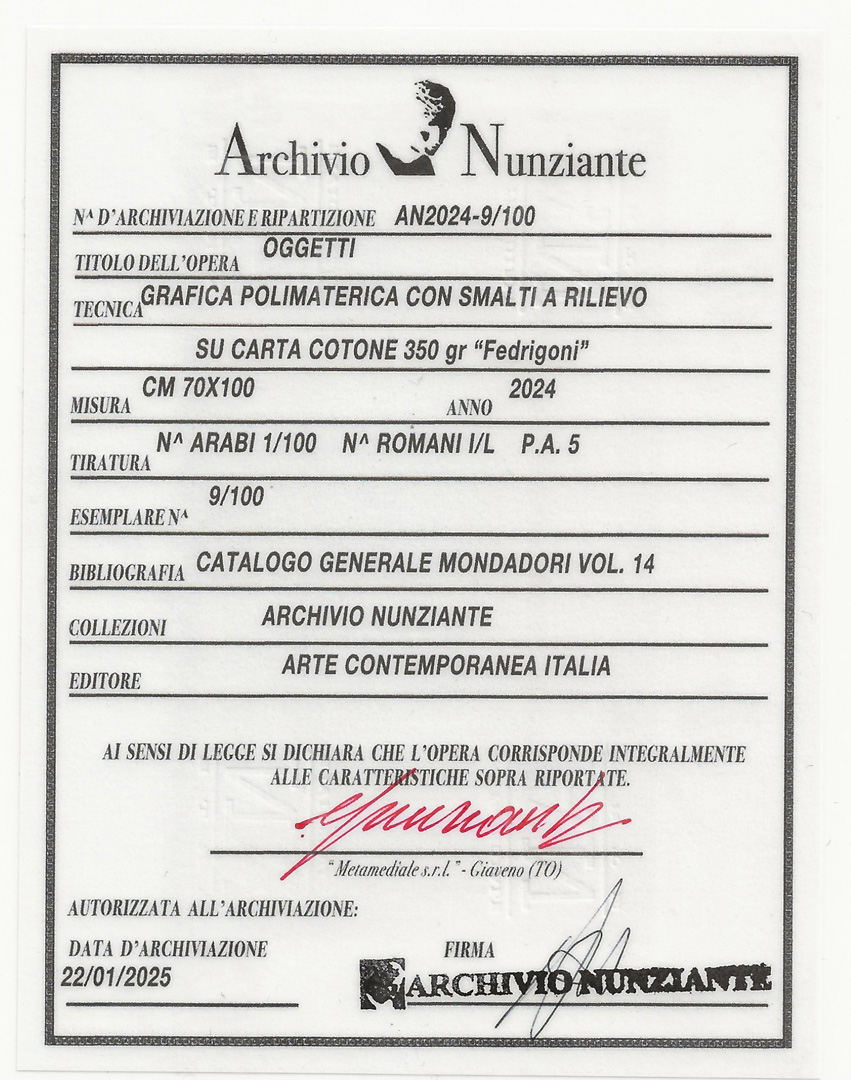 Archivio Nunziante
N^ D'ARCHIVIAZIONE E RIPARTIZIONE AN2024-9/100
TITOLO DELL'OPERA OGGETTI
TECNICA GRAFICA POLIMATERICA CON SMALTI A RILIEVO
SU CARTA COTONE 350 gr "Fedrigoni"
MISURA CM 70X100 ANNO 2024
TIRATURA N^ ARABI 1/100 N^ ROMANI I/L P.A. 5
ESEMPLARE N^ 9/100
BIBLIOGRAFIA CATALOGO GENERALE MONDADORI VOL. 14
COLLEZIONI ARCHIVIO NUNZIANTE
EDITORE ARTE CONTEMPORANEA ITALIA
AI SENSI DI LEGGE SI DICHIARA CHE L'OPERA CORRISPONDE INTEGRALMENTE
ALLE CARATTERISTICHE SOPRA RIPORTATE.
Nunziante
"Metamediale s.r.l." - Giaveno (TO)
AUTORIZZATA ALL'ARCHIVIAZIONE:
DATA D'ARCHIVIAZIONE FIRMA
22/01/2025 ARCHIVIO NUNZIANTE